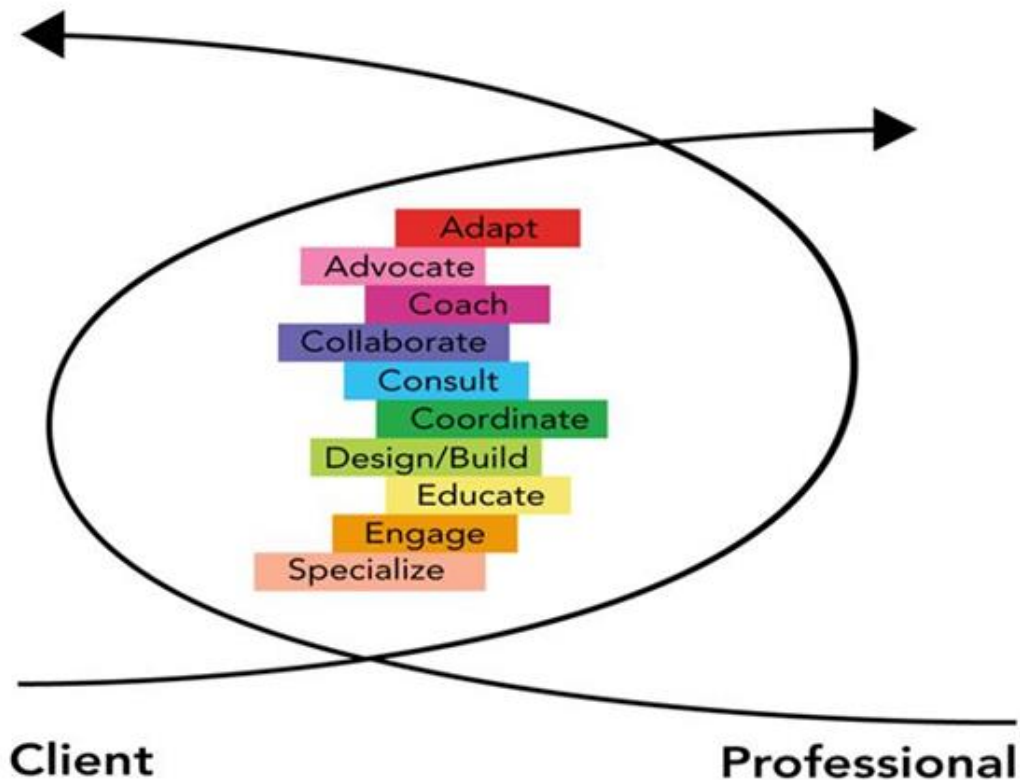 Adapt
Advocate
Coach
Collaborate
Consult
Coordinate
Design/Build
Educate
Engage
Specialize
Client Professional